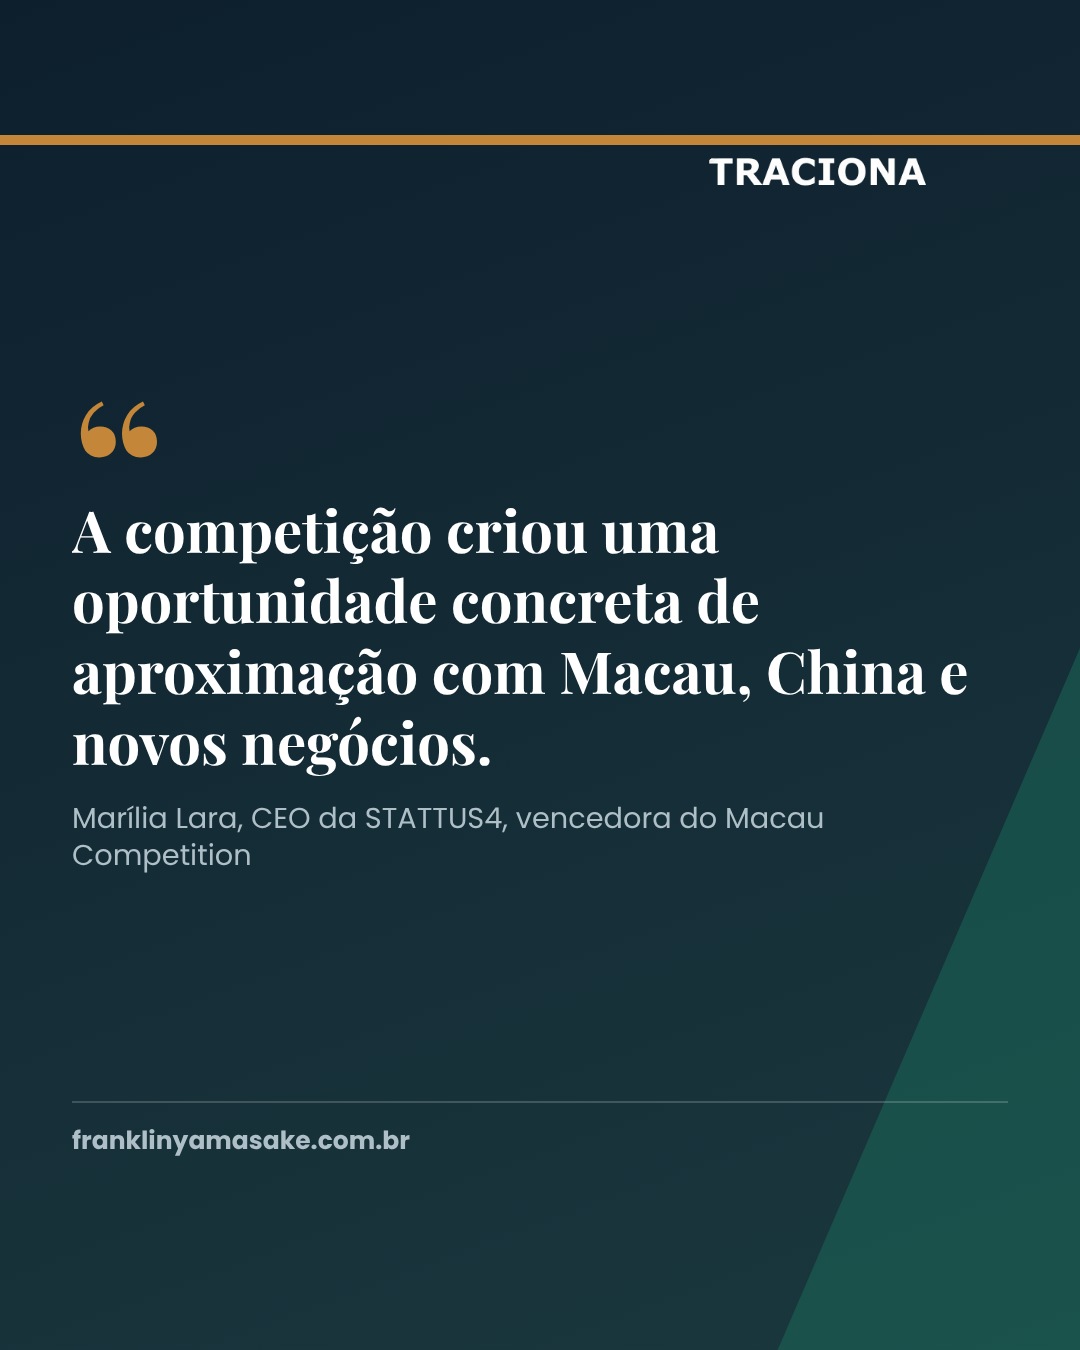 TRACIONA
“
A competição criou uma
oportunidade concreta de
aproximação com Macau, China e
novos negócios.
Marília Lara, CEO da STATTUS4, vencedora do Macau
Competition
franklinyamasake.com.br